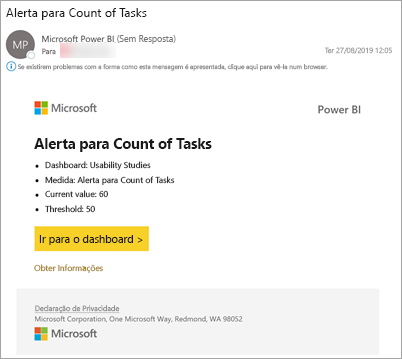 Alerta para Count of Tasks
MP
Microsoft Power BI (Sem Resposta)
Para
Ter 27/08/2019 12:05
Se existirem problemas com a forma como esta mensagem é apresentada, clique aqui para vê-la num browser.
Microsoft
Power BI
Alerta para Count of Tasks
• Dashboard: Usability Studies
• Medida: Alerta para Count of Tasks
• Current value: 60
• Threshold: 50
Ir para o dashboard >
Obter Informações
Declaração de Privacidade
Microsoft Corporation, One Microsoft Way, Redmond, WA 98052
Microsoft